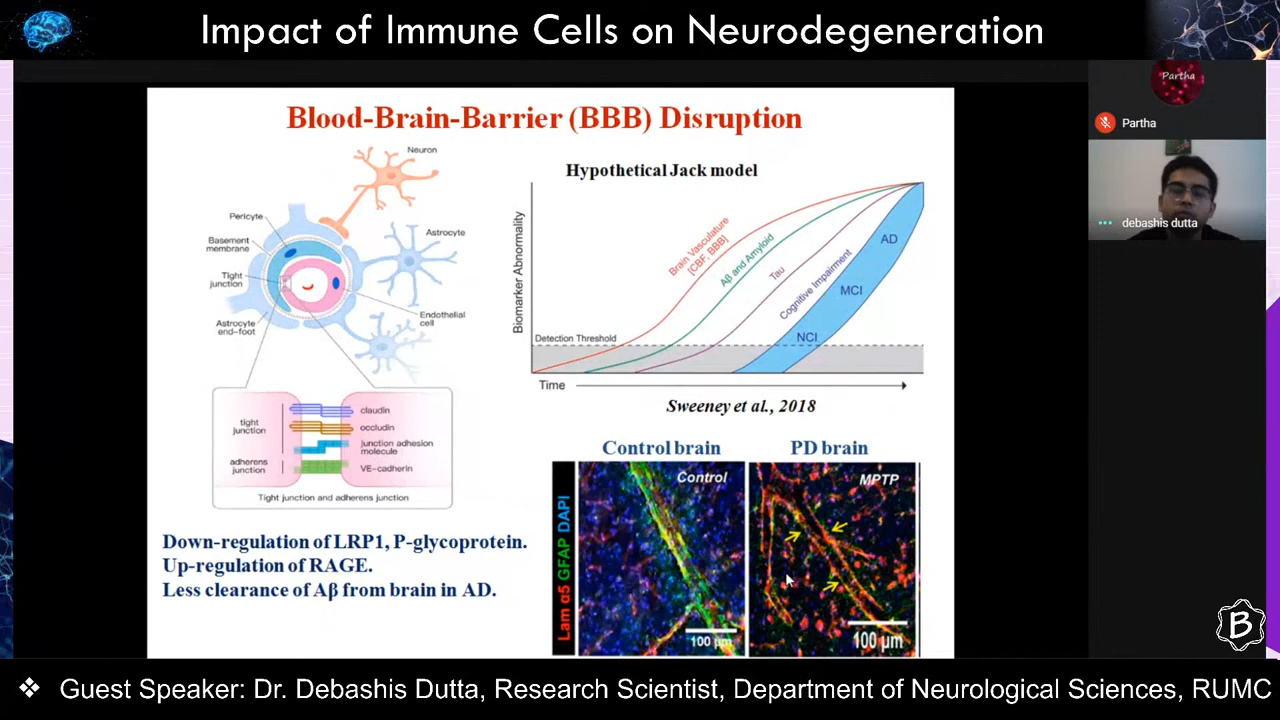 Impact of Immune Cells on Neurodegeneration
Partha
Partha
debashis dutta
Blood-Brain-Barrier (BBB) Disruption
Neuron
Pericyte
Basement
membrane
Astrocyte
Tight
junction
Endothelial
cell
Astrocyte
end-foot
tight
junction
adherens
junction
claudin
occludin
junction adhesion
molecule
VE-cadherin
Tight junction and adherens junction
Hypothetical Jack model
Biomarker Abnormality
Brain Vasculature
[CBF, BBB]
Aβ and Amyloid
Tau
Cognitive Impairment
AD
MCI
NCI
Detection Threshold
Time
Sweeney et al., 2018
Control brain
PD brain
Lam α5 GFAP DAPI
Control
100 µm
MPTP
100 µm
Down-regulation of LRP1, P-glycoprotein.
Up-regulation of RAGE.
Less clearance of Aβ from brain in AD.
B
❖ Guest Speaker: Dr. Debashis Dutta, Research Scientist, Department of Neurological Sciences, RUMC